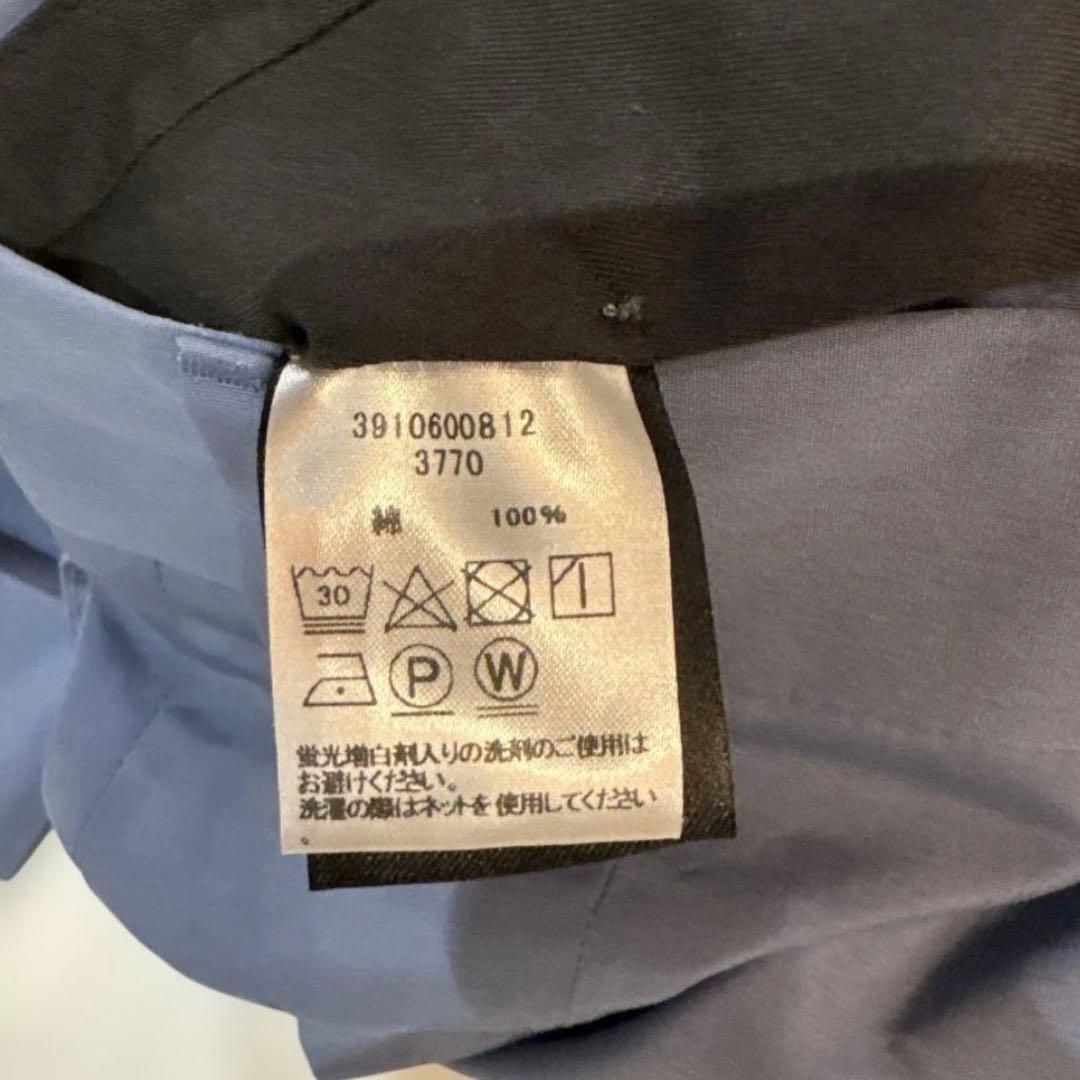 3910600812
3770
綿 100%
30
P W
蛍光増白剤入りの洗剤のご使用は
お避けください。
洗濯の際はネットを使用してください
。